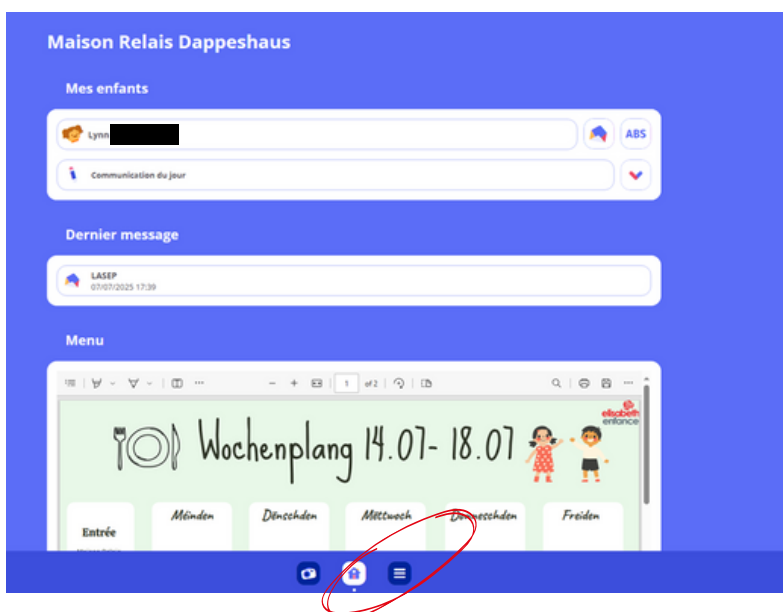 Maison Relais Dappeshaus
Mes enfants
Lynn
ABS
Communication du jour
Dernier message
LASEP
07/07/2025 17:39
Menu
1 of 2
elisabeth
enfance
Wochenplang 14.07- 18.07
Méinden Dënschden Mëttwoch Donneschden Freiden
Entrée